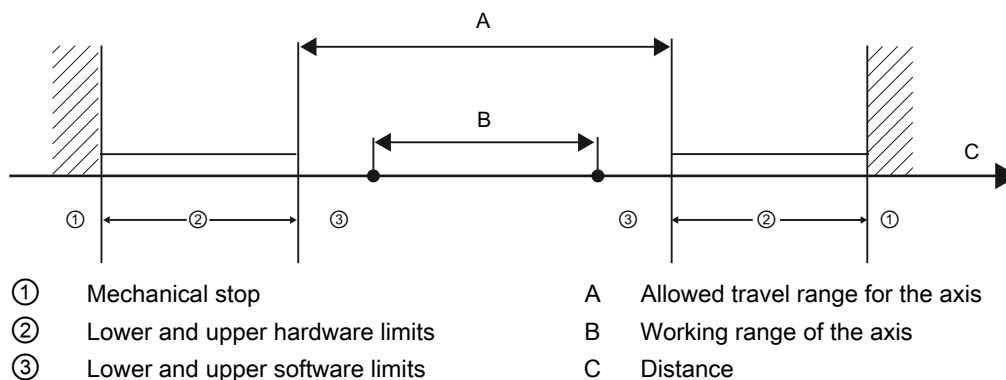 A
B
C
① ② ③ ③ ② ①
① Mechanical stop
② Lower and upper hardware limits
③ Lower and upper software limits
A Allowed travel range for the axis
B Working range of the axis
C Distance